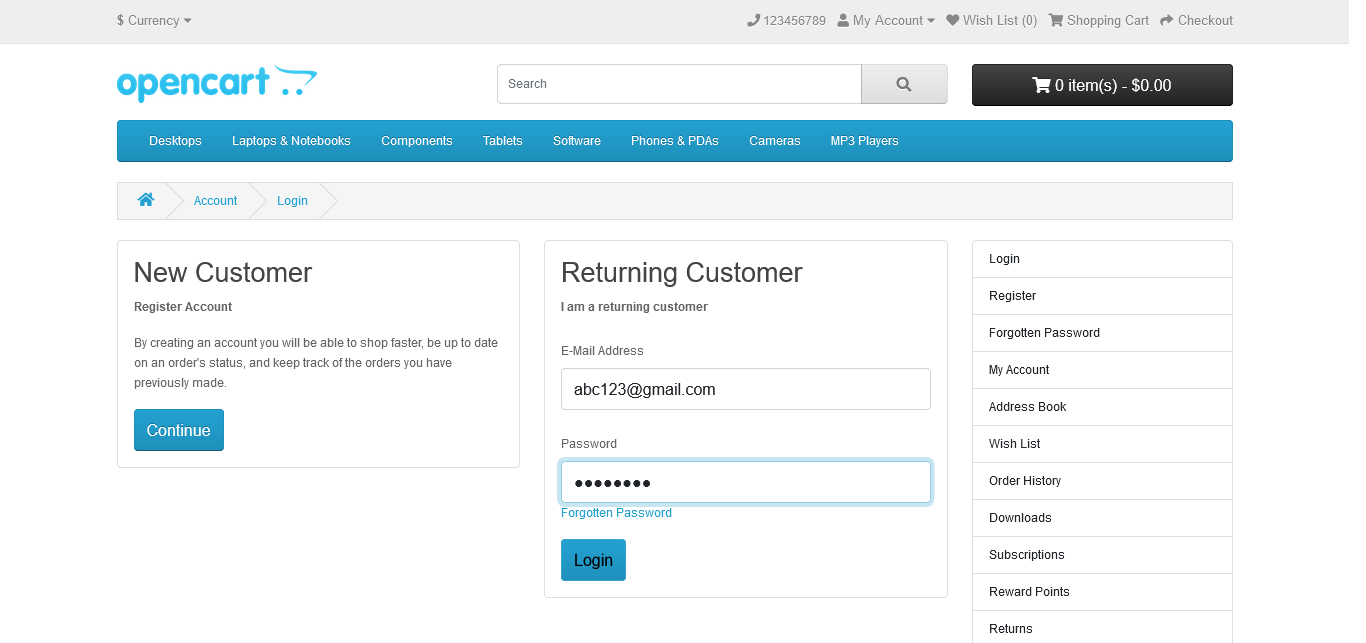 $ Currency
123456789 My Account Wish List (0) Shopping Cart Checkout
opencart
Search
0 item(s) - $0.00
Desktops Laptops & Notebooks Components Tablets Software Phones & PDAs Cameras MP3 Players
Account Login
New Customer
Register Account
By creating an account you will be able to shop faster, be up to date
on an order's status, and keep track of the orders you have
previously made.
Continue
Returning Customer
I am a returning customer
E-Mail Address
abc123@gmail.com
Password
●●●●●●●●
Forgotten Password
Login
Login
Register
Forgotten Password
My Account
Address Book
Wish List
Order History
Downloads
Subscriptions
Reward Points
Returns